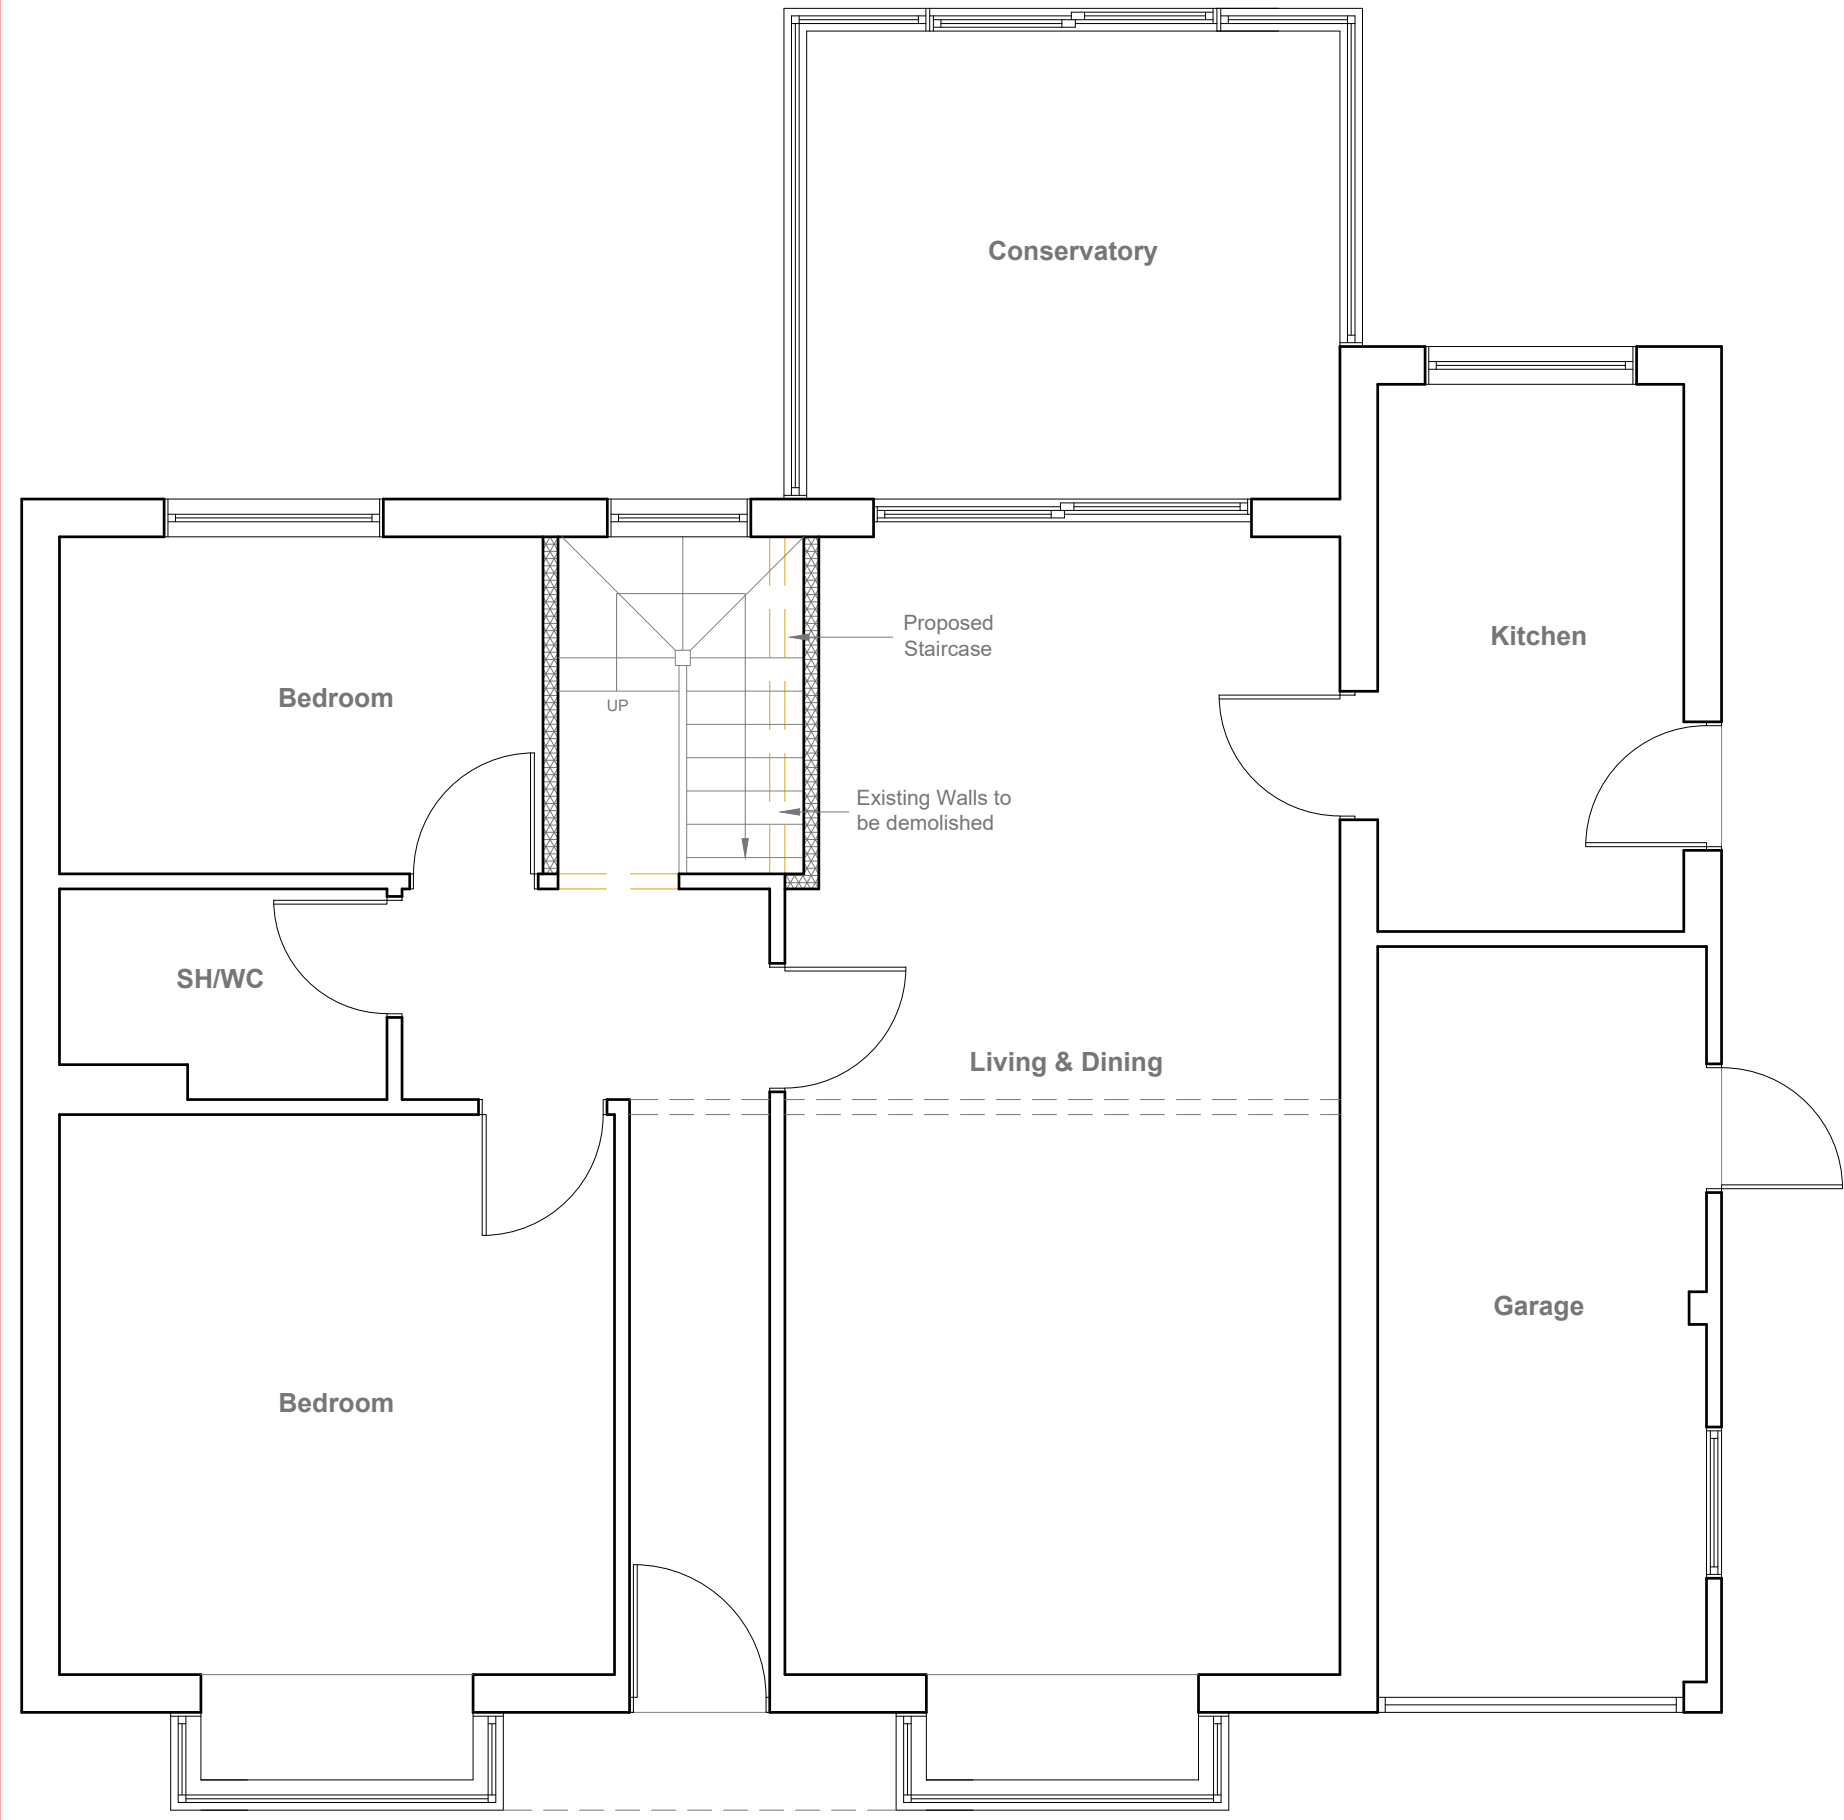 Conservatory
Proposed
Staircase
Kitchen
Bedroom
UP
Existing Walls to
be demolished
SH/WC
Living & Dining
Garage
Bedroom